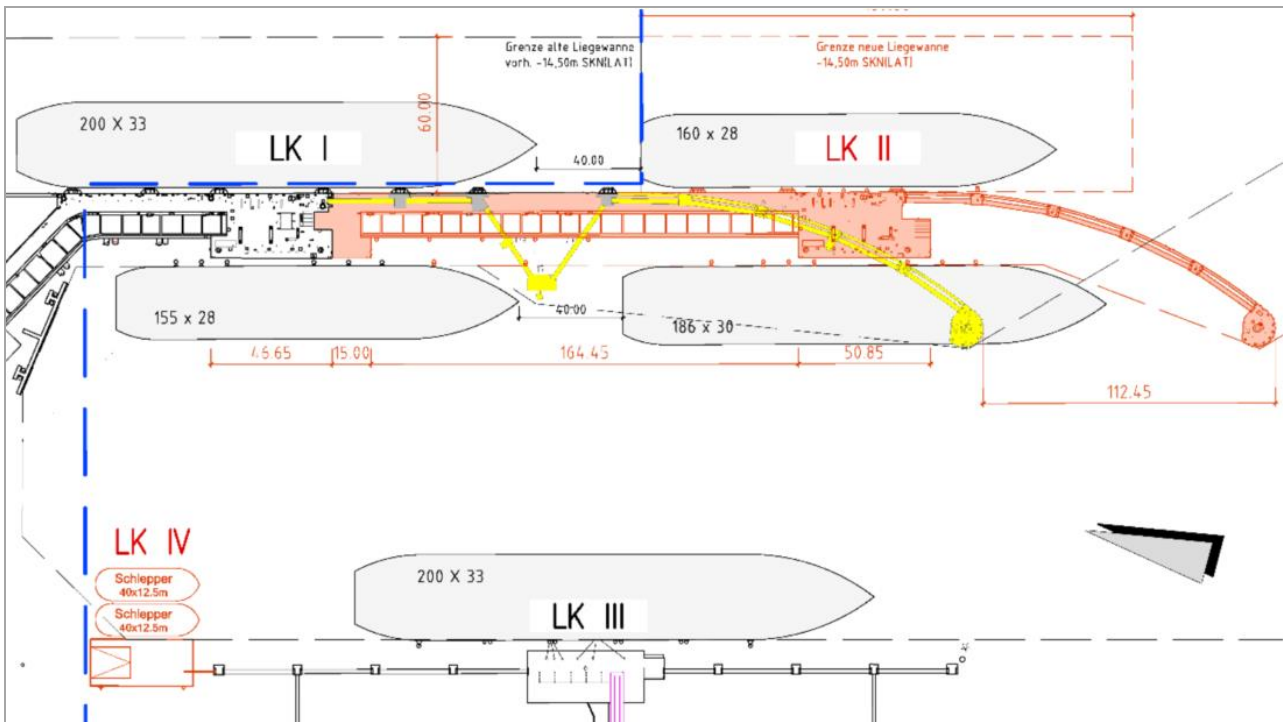 Grenze alte Liegewanne
vorh. -14,50m SKN(LAT)
Grenze neue Liegewanne
-14,50m SKN(LAT)
60.00
200 X 33
LK I
40.00
160 x 28
LK II
155 x 28
40.00
186 x 30
46.65
15.00
164.45
50.85
112.45
LK IV
Schlepper
40x12.5m
Schlepper
40x12.5m
200 X 33
LK III